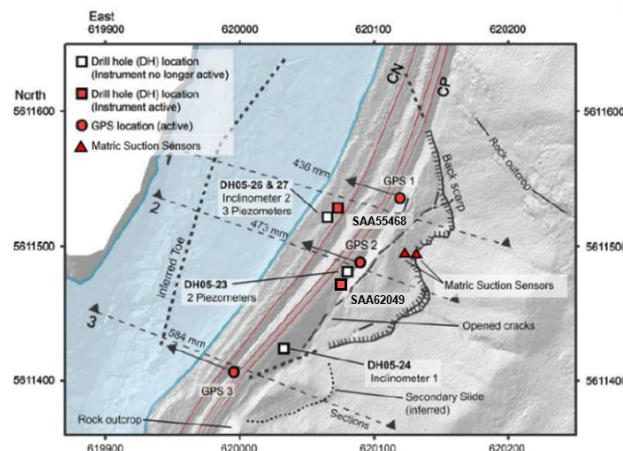 East
619900
620000
620100
620200
North
5611600
5611500
5611400
Drill hole (DH) location
(Instrument no longer active)
Drill hole (DH) location
(Instrument active)
GPS location (active)
Matric Suction Sensors
CN
CP
5611600
Rock outcrop
Back scarp
1
436 mm
GPS 1
DH05-26 & 27
Inclinometer 2
3 Piezometers
SAA55468
2
473 mm
GPS 2
5611500
Inferred Toe
DH05-23
2 Piezometers
SAA62049
Matric Suction
Sensors
3
584 mm
Opened cracks
DH05-24
Inclinometer 1
GPS 3
5611400
Secondary Slide
(inferred)
Rock outcrop
Sections
619900
620000
620100
620200